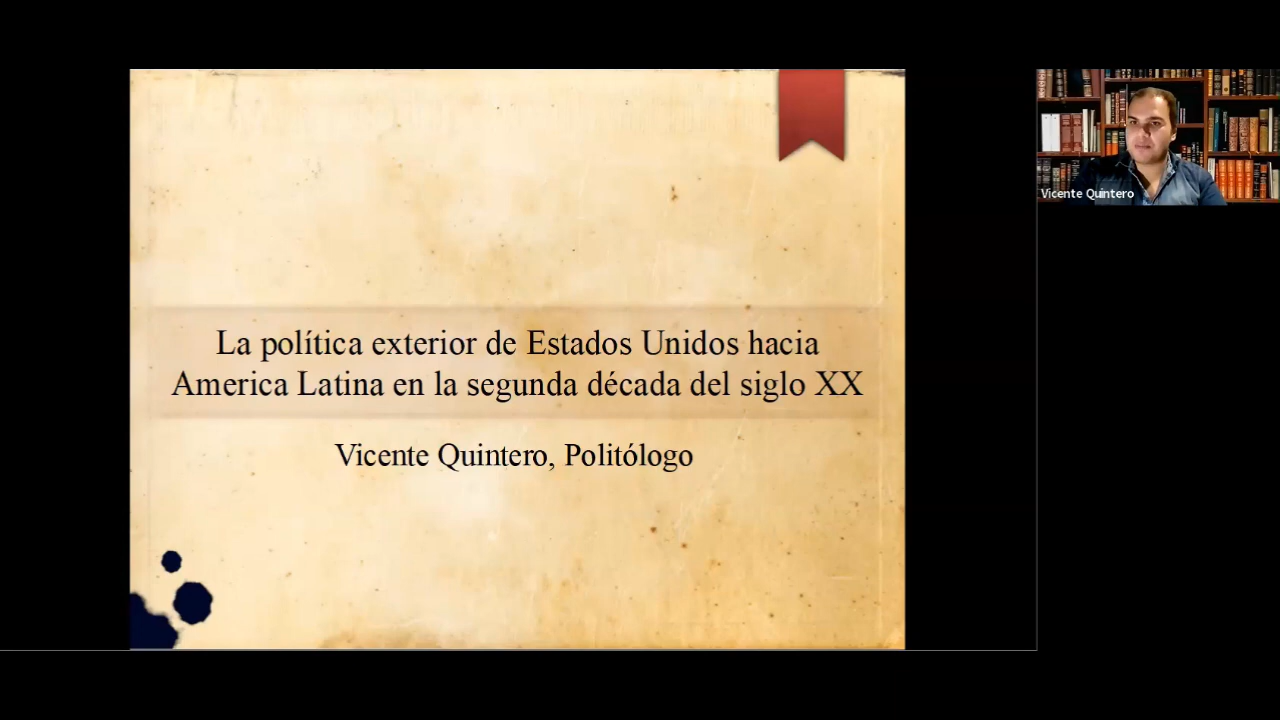 La política exterior de Estados Unidos hacia
America Latina en la segunda década del siglo XX
Vicente Quintero, Politólogo
Vicente Quintero